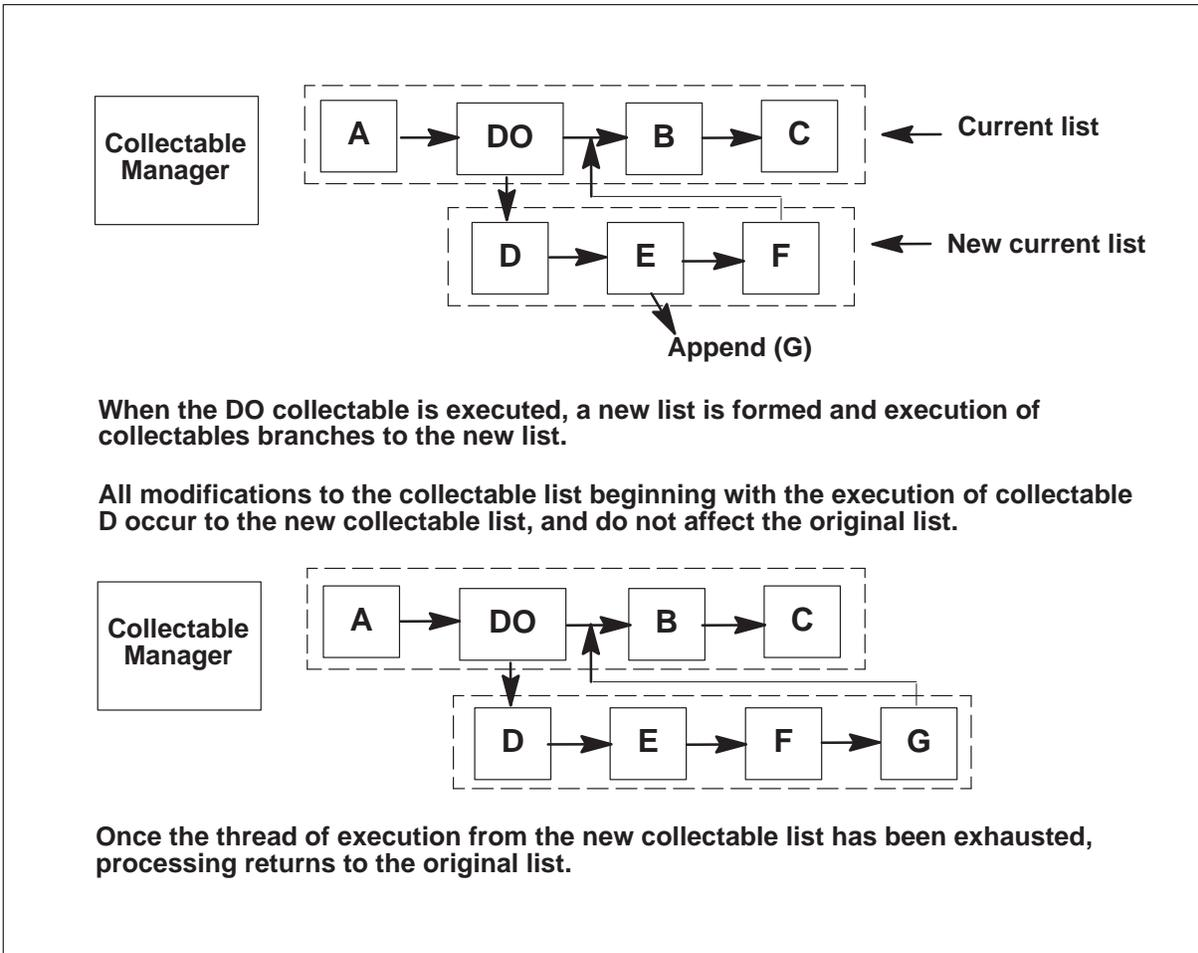 Collectable
Manager
A
DO
B
C
Current list
D
E
F
New current list
Append (G)
When the DO collectable is executed, a new list is formed and execution of
collectables branches to the new list.
All modifications to the collectable list beginning with the execution of collectable
D occur to the new collectable list, and do not affect the original list.
Collectable
Manager
A
DO
B
C
D
E
F
G
Once the thread of execution from the new collectable list has been exhausted,
processing returns to the original list.